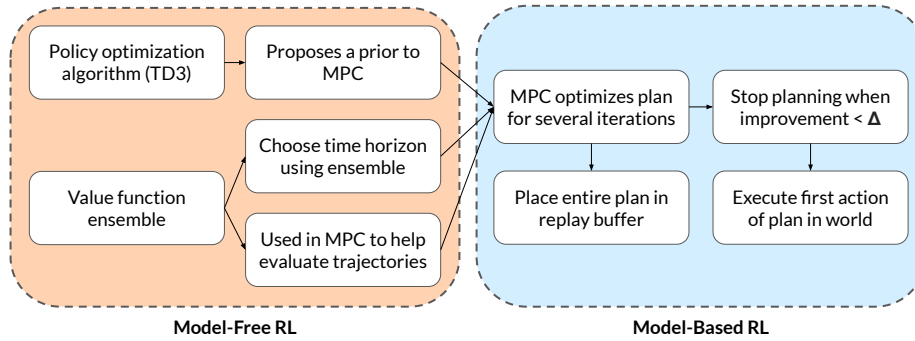 Policy optimization
algorithm (TD3)
Proposes a prior to
MPC
Value function
ensemble
Choose time horizon
using ensemble
Used in MPC to help
evaluate trajectories
MPC optimizes plan
for several iterations
Stop planning when
improvement < Δ
Place entire plan in
replay buffer
Execute first action
of plan in world
Model-Free RL
Model-Based RL